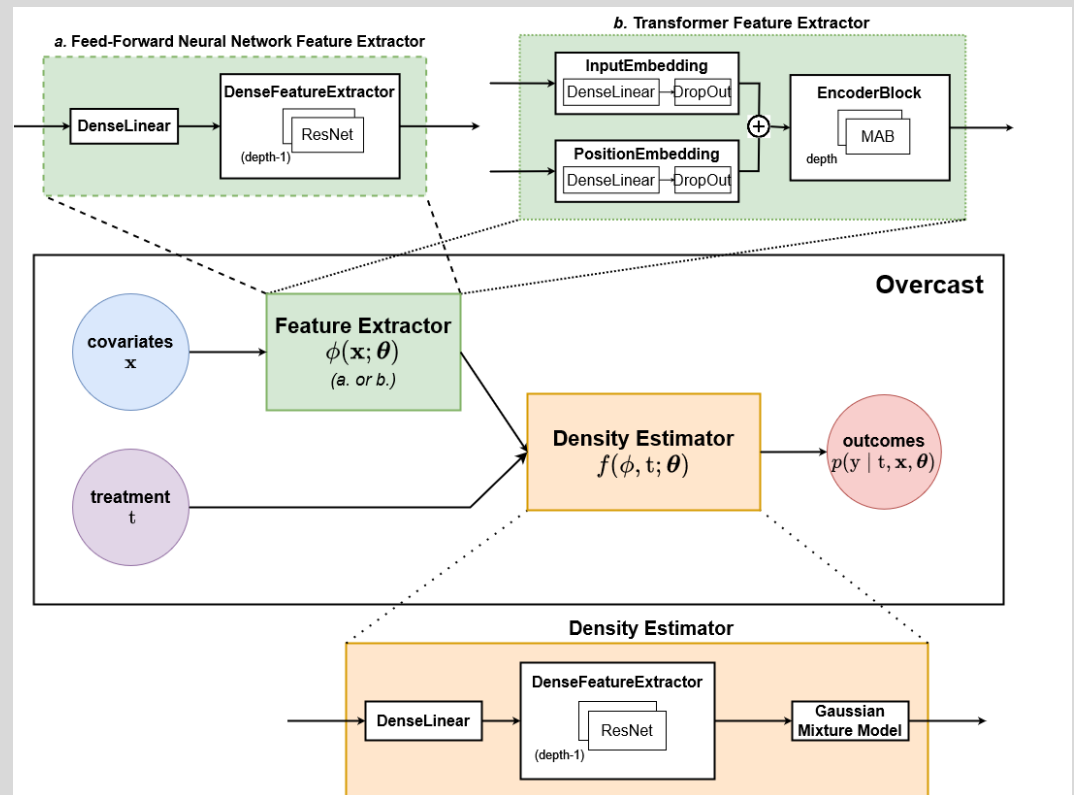 a. Feed-Forward Neural Network Feature Extractor
DenseLinear
DenseFeatureExtractor
ResNet
(depth-1)
b. Transformer Feature Extractor
InputEmbedding
DenseLinear
DropOut
PositionEmbedding
DenseLinear
DropOut
+
EncoderBlock
MAB
depth
Overcast
covariates
x
Feature Extractor
ϕ(x; θ)
(a. or b.)
treatment
t
Density Estimator
f(ϕ, t; θ)
outcomes
p(y | t, x, θ)
Density Estimator
DenseLinear
DenseFeatureExtractor
ResNet
(depth-1)
Gaussian
Mixture Model